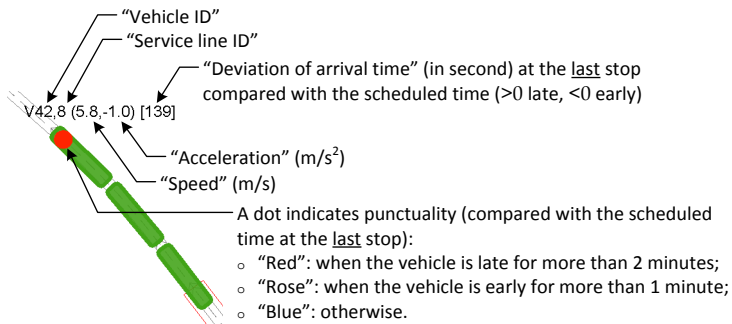 “Vehicle ID”
“Service line ID”
“Deviation of arrival time” (in second) at the last stop
compared with the scheduled time (>0 late, <0 early)
V42,8 (5.8,-1.0) [139]
“Acceleration” (m/s²)
“Speed” (m/s)
A dot indicates punctuality (compared with the scheduled
time at the last stop):
o “Red”: when the vehicle is late for more than 2 minutes;
o “Rose”: when the vehicle is early for more than 1 minute;
o “Blue”: otherwise.